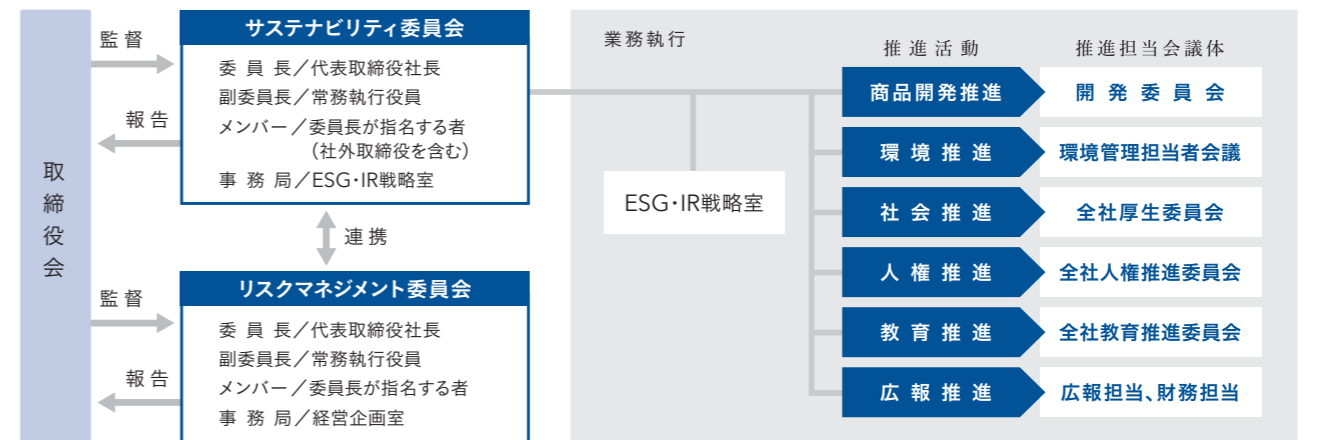 取締役会
監督
報告
サステナビリティ委員会
委員長／代表取締役社長
副委員長／常務執行役員
メンバー／委員長が指名する者
（社外取締役を含む）
事務局／ESG・IR戦略室
連携
監督
報告
リスクマネジメント委員会
委員長／代表取締役社長
副委員長／常務執行役員
メンバー／委員長が指名する者
事務局／経営企画室
業務執行
ESG・IR戦略室
推進活動 推進担当会議体
商品開発推進 開発委員会
環境推進 環境管理担当者会議
社会推進 全社厚生委員会
人権推進 全社人権推進委員会
教育推進 全社教育推進委員会
広報推進 広報担当、財務担当